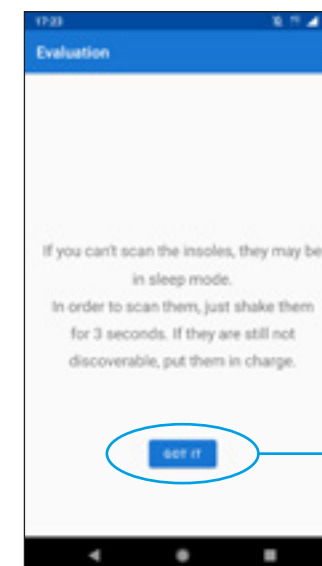 17:23
Evaluation
If you can't scan the insoles, they may be
in sleep mode.
In order to scan them, just shake them
for 3 seconds. If they are still not
discoverable, put them in charge.
GOT IT